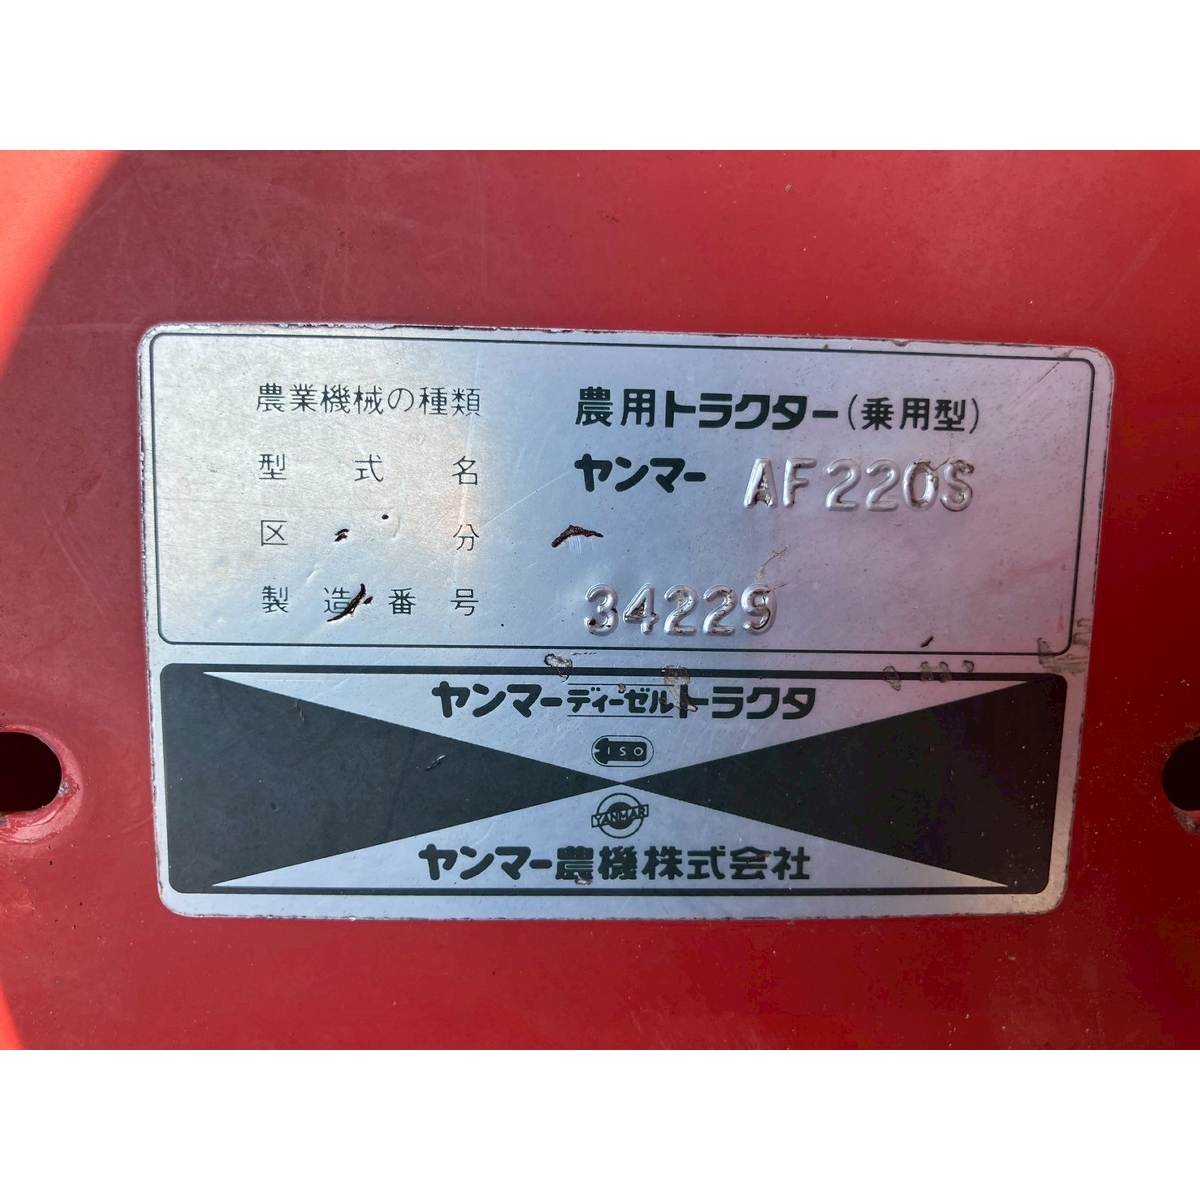 農業機械の種類 農用トラクター(乗用型)
型式名 ヤンマー AF220S
区分
製造番号 34229
ヤンマーディーゼルトラクタ
ISO
YANMAR
ヤンマー農機株式会社